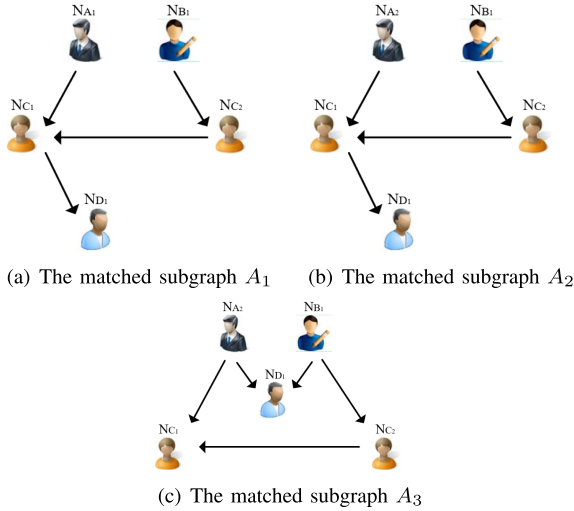 NA1 NB1
NC1 NC2
ND1
(a) The matched subgraph A1
NA2 NB1
NC1 NC2
ND1
(b) The matched subgraph A2
NA2 NB1
ND1
NC1 NC2
(c) The matched subgraph A3